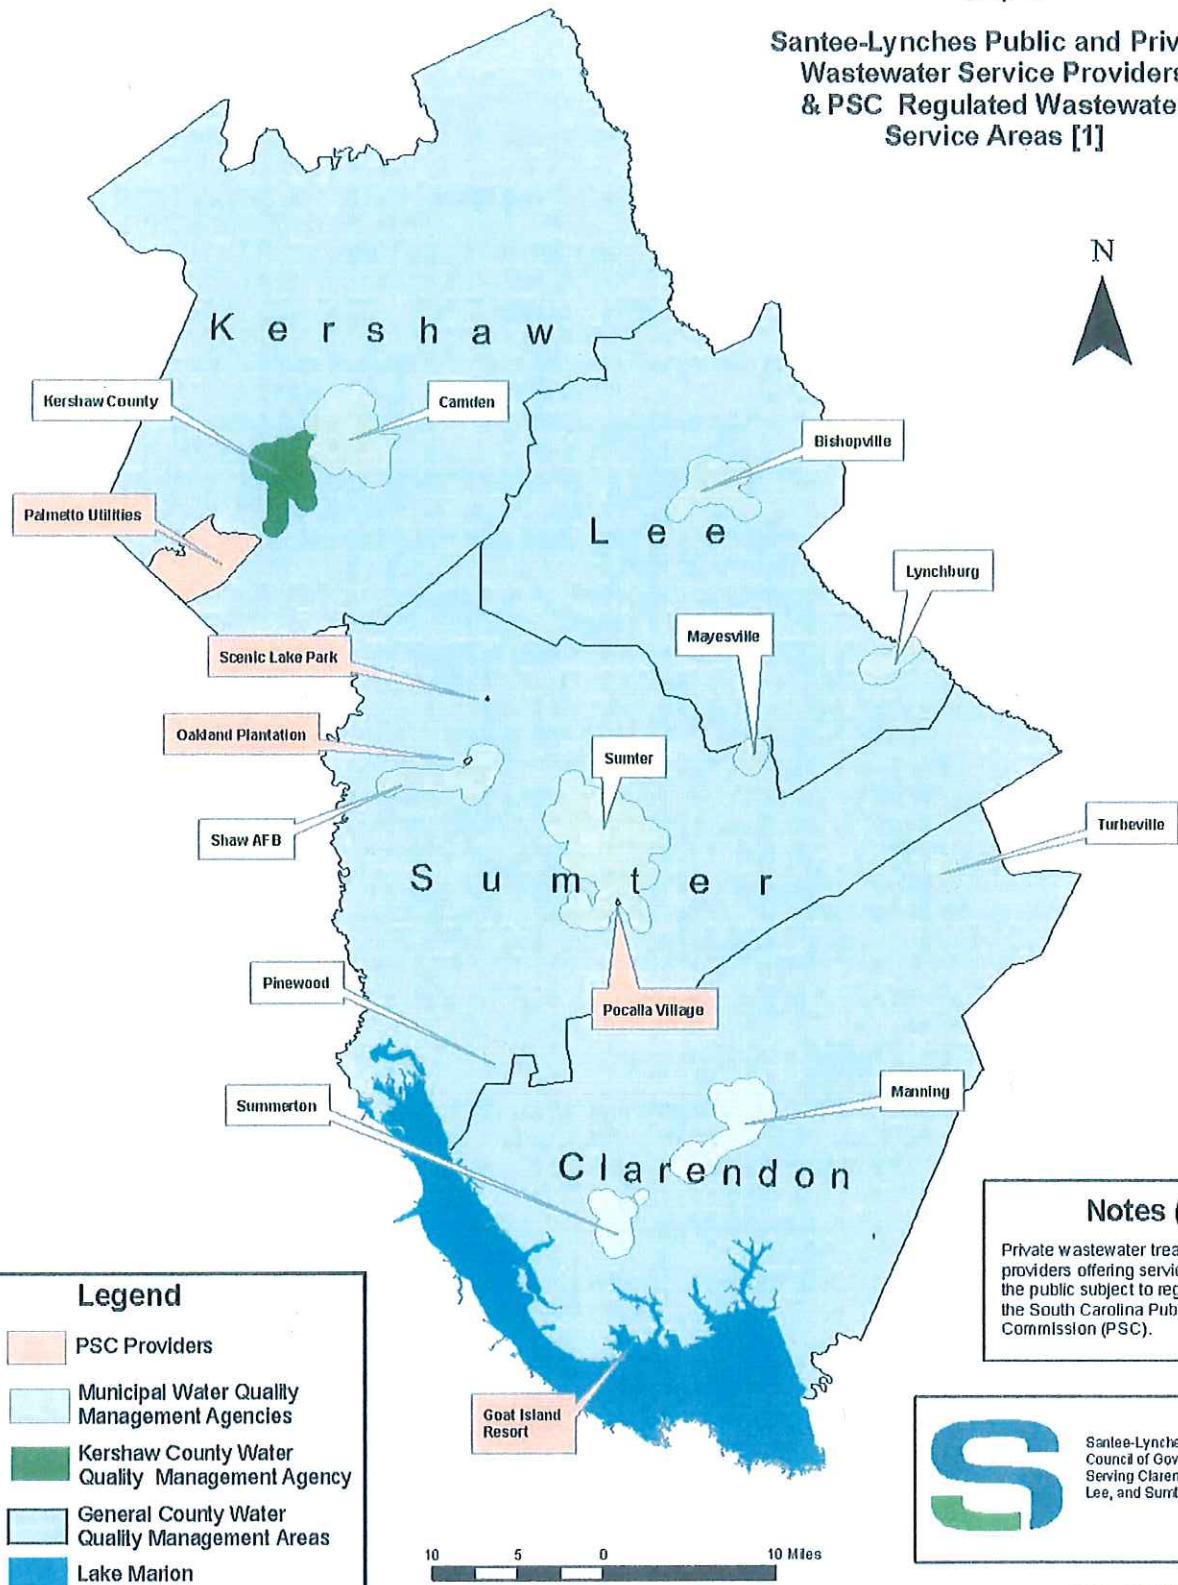 Santee-Lynches Public and Priv
Wastewater Service Providers
& PSC Regulated Wastewate
Service Areas [1]
N
Kershaw
Kershaw County
Camden
Bishopville
Palmetto Utilities
Lee
Lynchburg
Mayesville
Scenic Lake Park
Oakland Plantation
Sumter
Shaw AFB
Turbeville
Sumter
Pinewood
Pocalla Village
Summerton
Manning
Clarendon
Goat Island
Resort
Notes (
Private wastewater trea
providers offering servic
the public subject to reg
the South Carolina Pub
Commission (PSC).
Legend
PSC Providers
Municipal Water Quality
Management Agencies
Kershaw County Water
Quality Management Agency
General County Water
Quality Management Areas
Lake Marion
10 5 0 10 Miles
Santee-Lynche
Council of Gov
Serving Claren
Lee, and Sumt